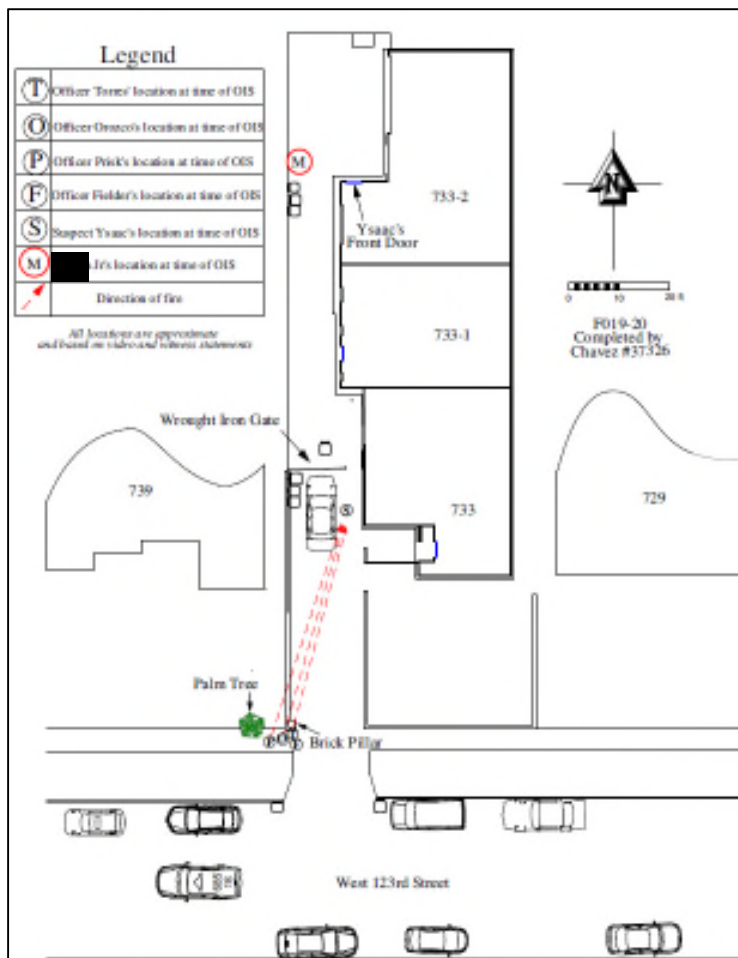 Legend
T Officer Torres' location at time of OIS
O Officer Orozco's location at time of OIS
P Officer Prisk's location at time of OIS
F Officer Fielder's location at time of OIS
S Suspect Ysaac's location at time of OIS
M Jr's location at time of OIS
Direction of fire
All locations are approximate
and based on video and witness statements
M
733-2
Ysaac's
Front Door
N
0 10 20 ft
F019-20
Completed by
Chavez #37326
733-1
Wrought Iron Gate
739
S
733
729
Palm Tree
Brick Pillar
West 123rd Street